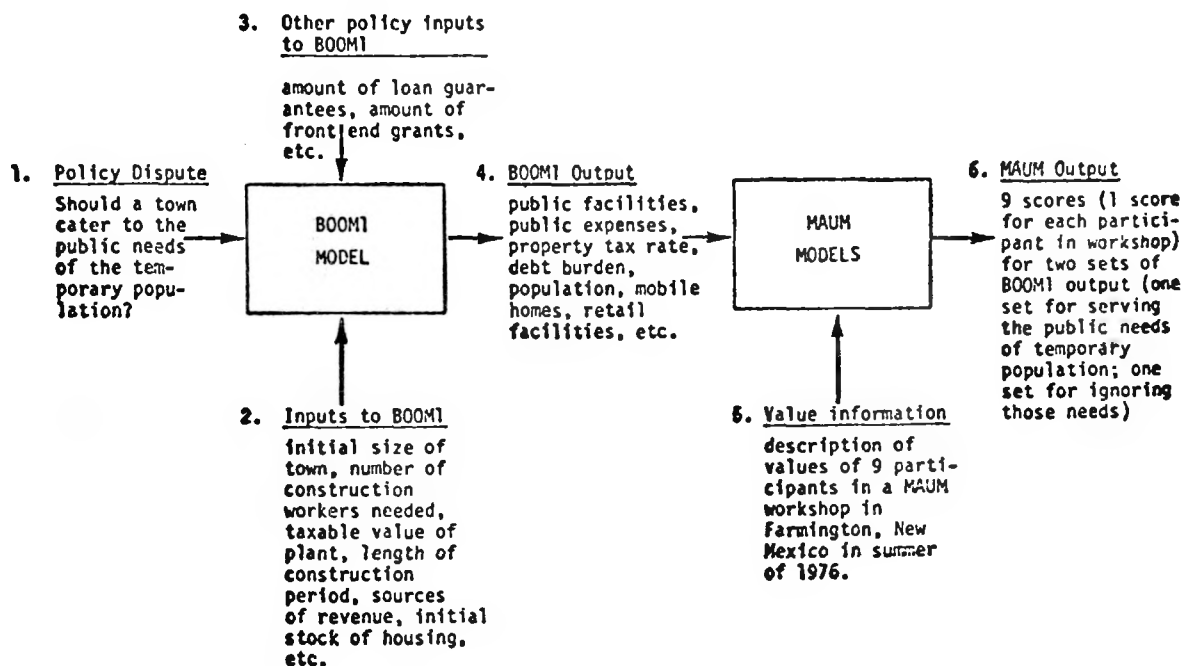 3. Other policy inputs
to BOOM1
amount of loan guar-
antees, amount of
front end grants,
etc.
1. Policy Dispute
Should a town
cater to the
public needs
of the tem-
porary popu-
lation?
BOOM1
MODEL
2. Inputs to BOOM1
initial size of
town, number of
construction
workers needed,
taxable value of
plant, length of
construction
period, sources
of revenue, initial
stock of housing,
etc.
4. BOOM1 Output
public facilities,
public expenses,
property tax rate,
debt burden,
population, mobile
homes, retail
facilities, etc.
MAUM
MODELS
5. Value information
description of
values of 9 parti-
cipants in a MAUM
workshop in
Farmington, New
Mexico in summer
of 1976.
6. MAUM Output
9 scores (1 score
for each partici-
pant in workshop)
for two sets of
BOOM1 output (one
set for serving
the public needs
of temporary
population; one
set for ignoring
those needs)